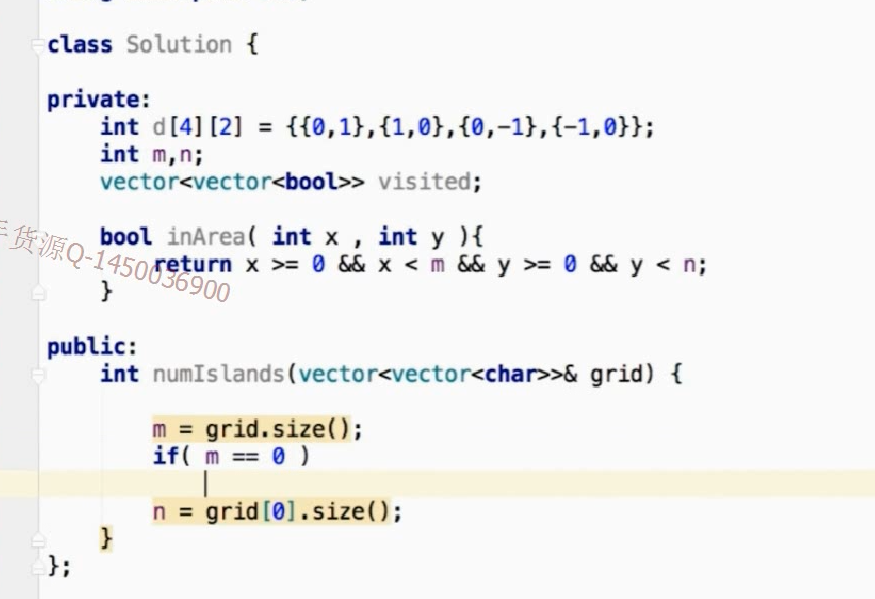 class Solution {
private:
    int d[4][2] = {{0,1},{1,0},{0,-1},{-1,0}};
    int m,n;
    vector<vector<bool>> visited;
    bool inArea( int x , int y ){
        return x >= 0 && x < m && y >= 0 && y < n;
    }
货源Q-1450036900
public:
    int numIslands(vector<vector<char>>& grid) {
        m = grid.size();
        if( m == 0 )
        n = grid[0].size();
    }
};